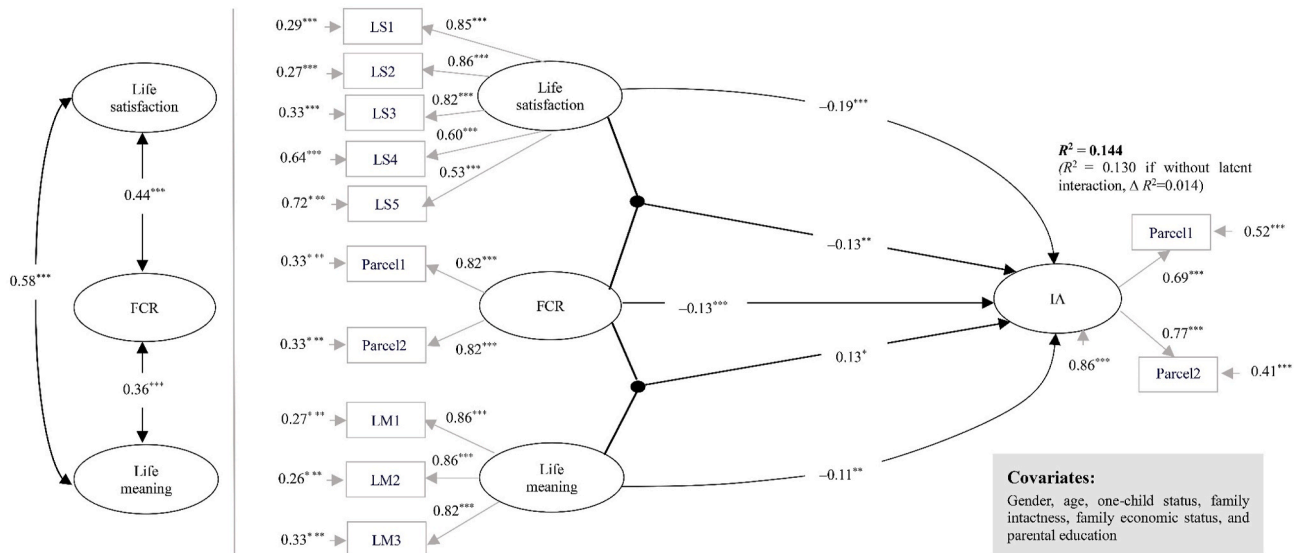 Life
satisfaction
0.44***
0.58***
FCR
0.36***
Life
meaning
0.29***
LS1
0.85***
0.27***
LS2
0.86***
0.33***
LS3
0.82***
0.64***
LS4
0.60***
0.72***
LS5
0.53***
Life
satisfaction
0.33***
Parcel1
0.82***
FCR
0.33***
Parcel2
0.82***
0.27***
LM1
0.86***
0.26***
LM2
0.86***
0.33***
LM3
0.82***
Life
meaning
–0.19***
–0.13**
–0.13***
0.13*
–0.11**
R² = 0.144
(R² = 0.130 if without latent
interaction, Δ R²=0.014)
IA
0.86***
Parcel1
0.52***
0.69***
0.77***
Parcel2
0.41***
Covariates:
Gender, age, one-child status, family
intactness, family economic status, and
parental education